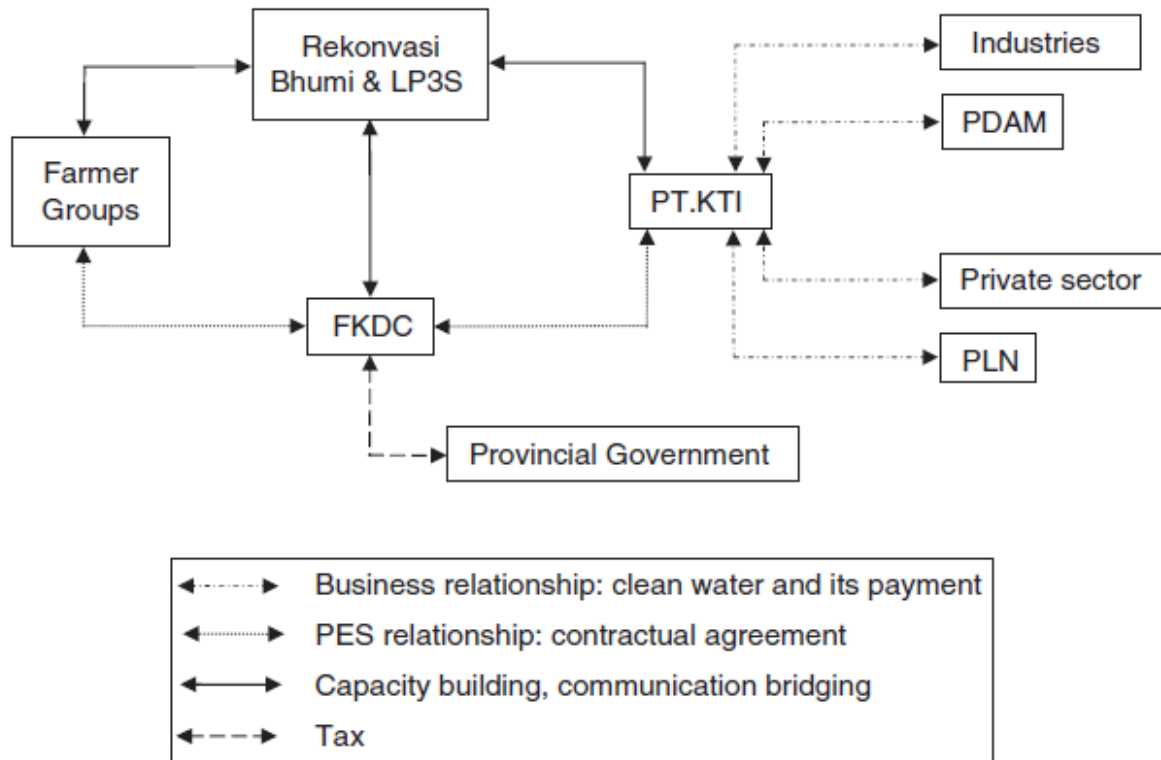 Rekonvasi
Bhumi & LP3S
Industries
PDAM
Farmer
Groups
PT.KTI
Private sector
FKDC
PLN
Provincial Government
Business relationship: clean water and its payment
PES relationship: contractual agreement
Capacity building, communication bridging
Tax